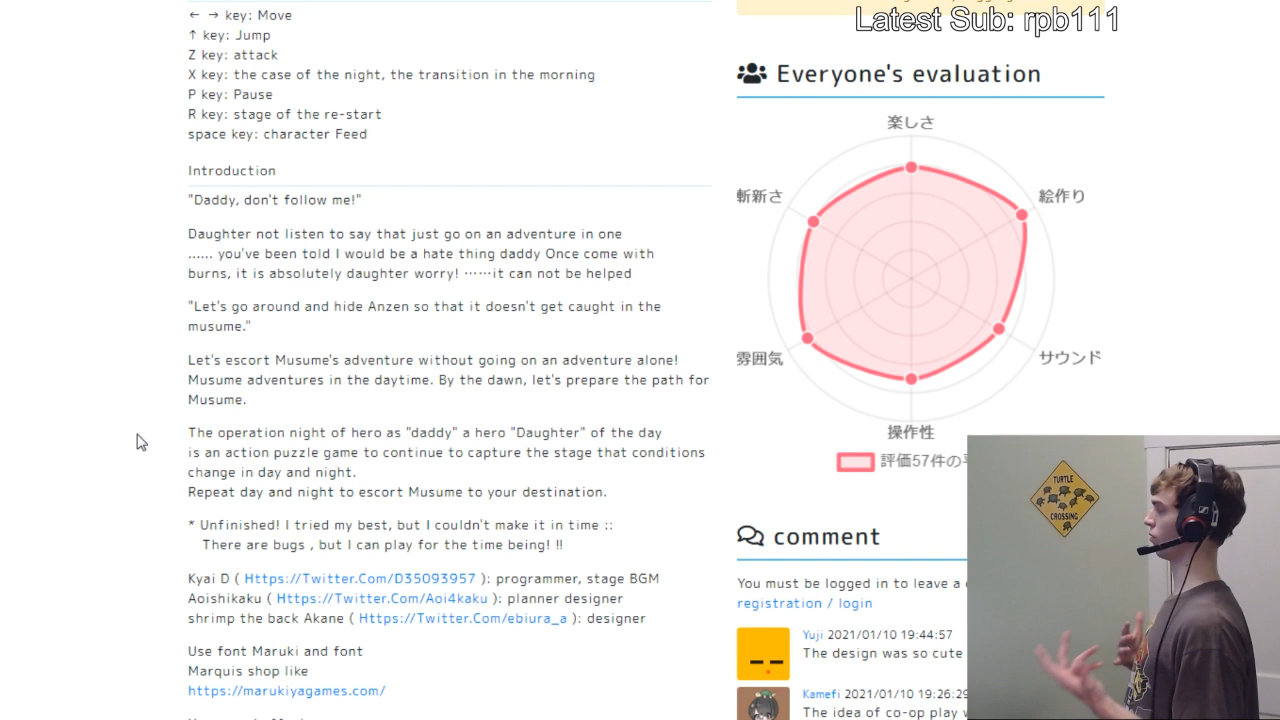 Latest Sub: rpb111
← → key: Move
↑ key: Jump
Z key: attack
X key: the case of the night, the transition in the morning
P key: Pause
R key: stage of the re-start
space key: character Feed
Introduction
"Daddy, don't follow me!"
Daughter not listen to say that just go on an adventure in one
...... you've been told I would be a hate thing daddy Once come with
burns, it is absolutely daughter worry! ……it can not be helped
"Let's go around and hide Anzen so that it doesn't get caught in the
musume."
Let's escort Musume's adventure without going on an adventure alone!
Musume adventures in the daytime. By the dawn, let's prepare the path for
Musume.
The operation night of hero as "daddy" a hero "Daughter" of the day
is an action puzzle game to continue to capture the stage that conditions
change in day and night.
Repeat day and night to escort Musume to your destination.
* Unfinished! I tried my best, but I couldn't make it in time ::
There are bugs , but I can play for the time being! !!
Kyai D ( Https://Twitter.Com/D35093957 ): programmer, stage BGM
Aoishikaku ( Https://Twitter.Com/Aoi4kaku ): planner designer
shrimp the back Akane ( Https://Twitter.Com/ebiura_a ): designer
Use font Maruki and font
Marquis shop like
https://marukiyagames.com/
Everyone's evaluation
楽しさ
斬新さ
絵作り
雰囲気
サウンド
操作性
評価57件の
comment
You must be logged in to leave a
registration / login
Yuji 2021/01/10 19:44:57
The design was so cute
Kamefi 2021/01/10 19:26:29
The idea of co-op play
TURTLE
CROSSING